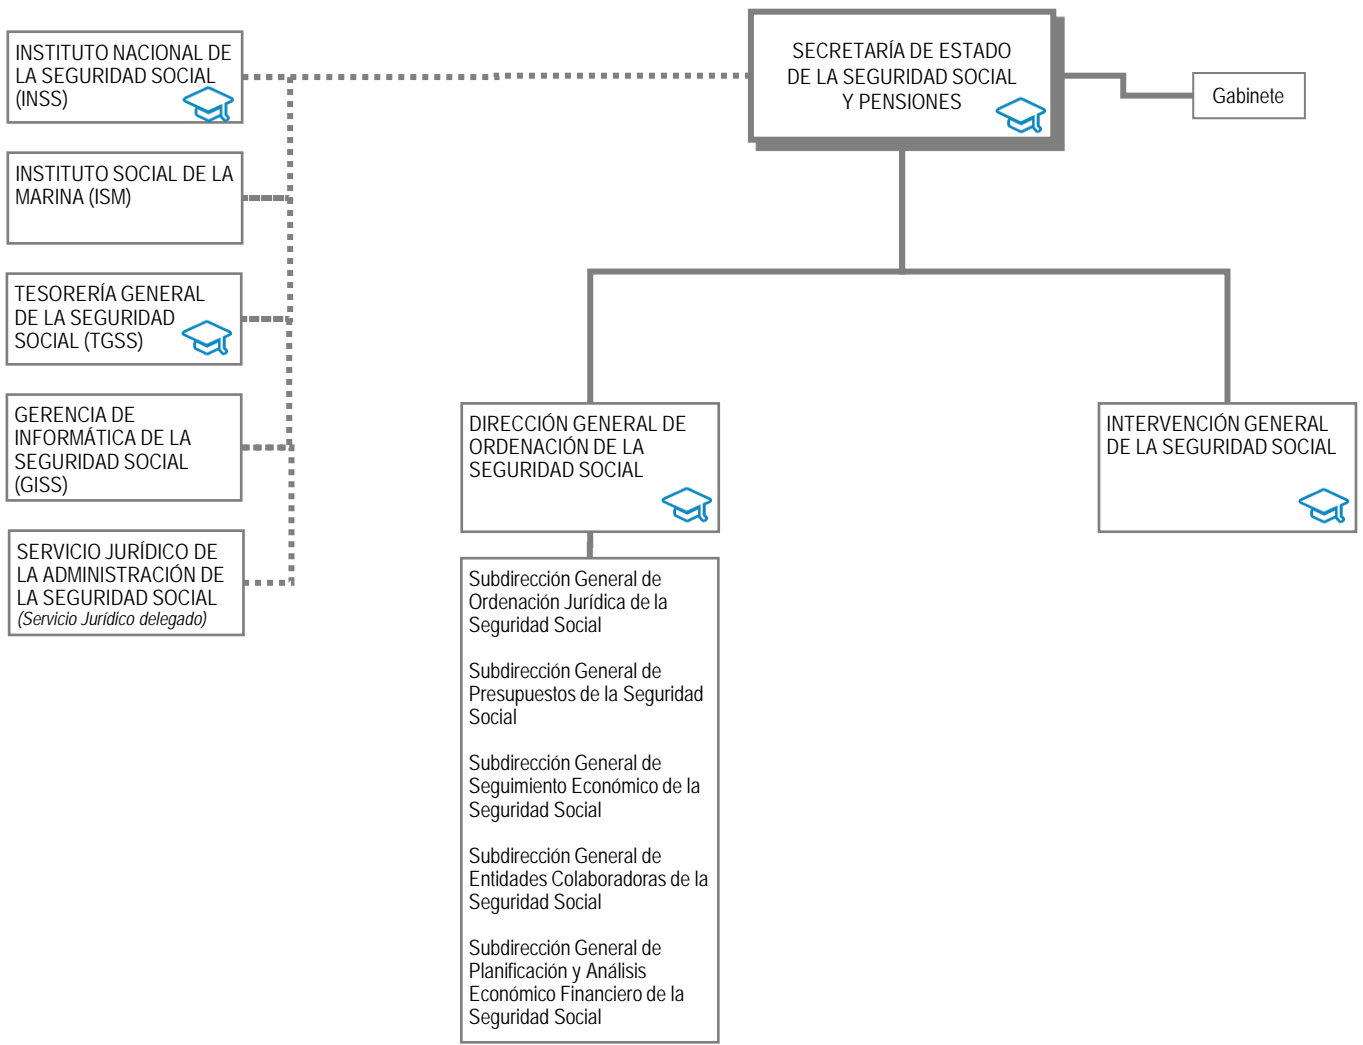 INSTITUTO NACIONAL DE
LA SEGURIDAD SOCIAL
(INSS)
INSTITUTO SOCIAL DE LA
MARINA (ISM)
TESORERÍA GENERAL
DE LA SEGURIDAD
SOCIAL (TGSS)
GERENCIA DE
INFORMÁTICA DE LA
SEGURIDAD SOCIAL
(GISS)
SERVICIO JURÍDICO DE
LA ADMINISTRACIÓN DE
LA SEGURIDAD SOCIAL
(Servicio Jurídico delegado)
SECRETARÍA DE ESTADO
DE LA SEGURIDAD SOCIAL
Y PENSIONES
Gabinete
DIRECCIÓN GENERAL DE
ORDENACIÓN DE LA
SEGURIDAD SOCIAL
Subdirección General de
Ordenación Jurídica de la
Seguridad Social
Subdirección General de
Presupuestos de la Seguridad
Social
Subdirección General de
Seguimiento Económico de la
Seguridad Social
Subdirección General de
Entidades Colaboradoras de la
Seguridad Social
Subdirección General de
Planificación y Análisis
Económico Financiero de la
Seguridad Social
INTERVENCIÓN GENERAL
DE LA SEGURIDAD SOCIAL